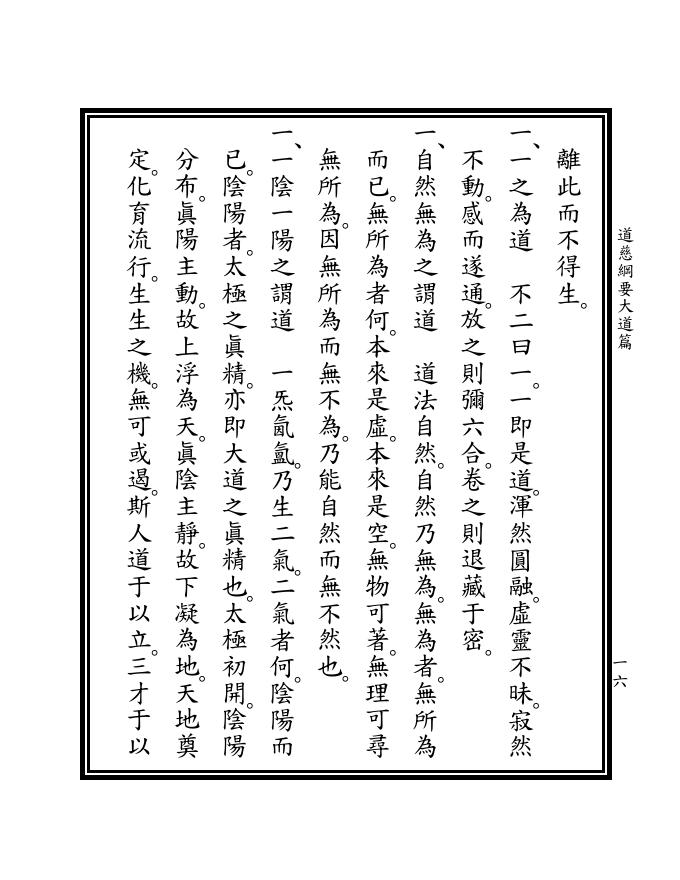 道慈綱要大道篇
一六
離此而不得生。
一、一之為道　不二曰一。一即是道。渾然圓融。虛靈不昧。寂然
不動。感而遂通。放之則彌六合。卷之則退藏于密。
一、自然無為之謂道　道法自然。自然乃無為。無為者。無所為
而已。無所為者何。本來是虛。本來是空。無物可著。無理可尋
無所為。因無所為而無不為。乃能自然而無不然也。
一、一陰一陽之謂道　一炁氤氳。乃生二氣。二氣者何。陰陽而
已。陰陽者。太極之眞精。亦即大道之眞精也。太極初開。陰陽
分布。眞陽主動。故上浮為天。眞陰主靜。故下凝為地。天地奠
定。化育流行。生生之機。無可或遏。斯人道于以立。三才于以